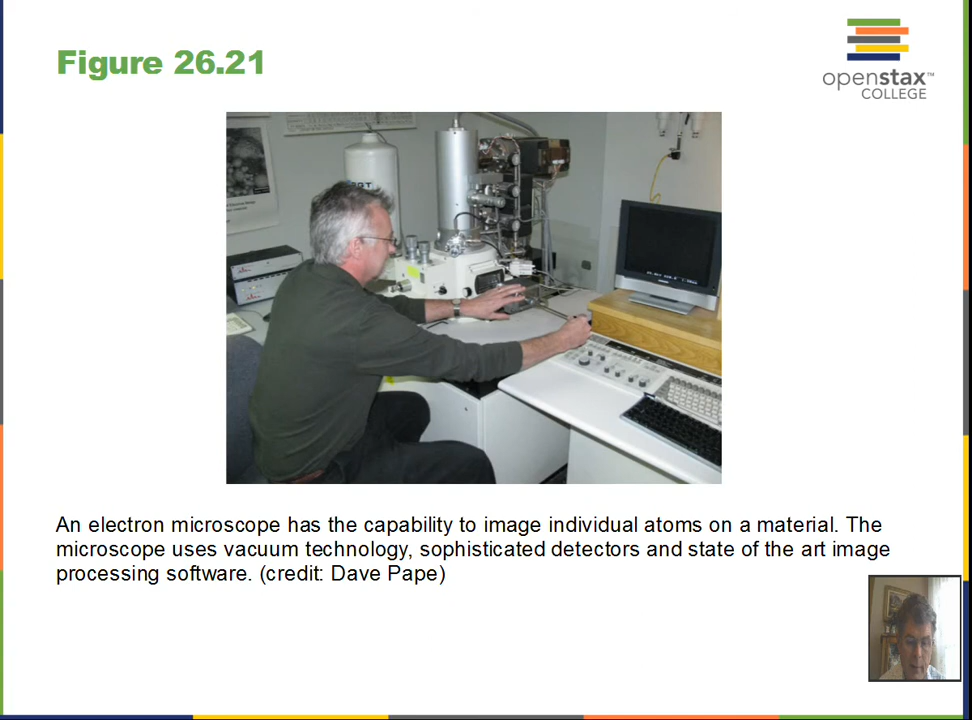 Figure 26.21
openstax™
COLLEGE
An electron microscope has the capability to image individual atoms on a material. The
microscope uses vacuum technology, sophisticated detectors and state of the art image
processing software. (credit: Dave Pape)